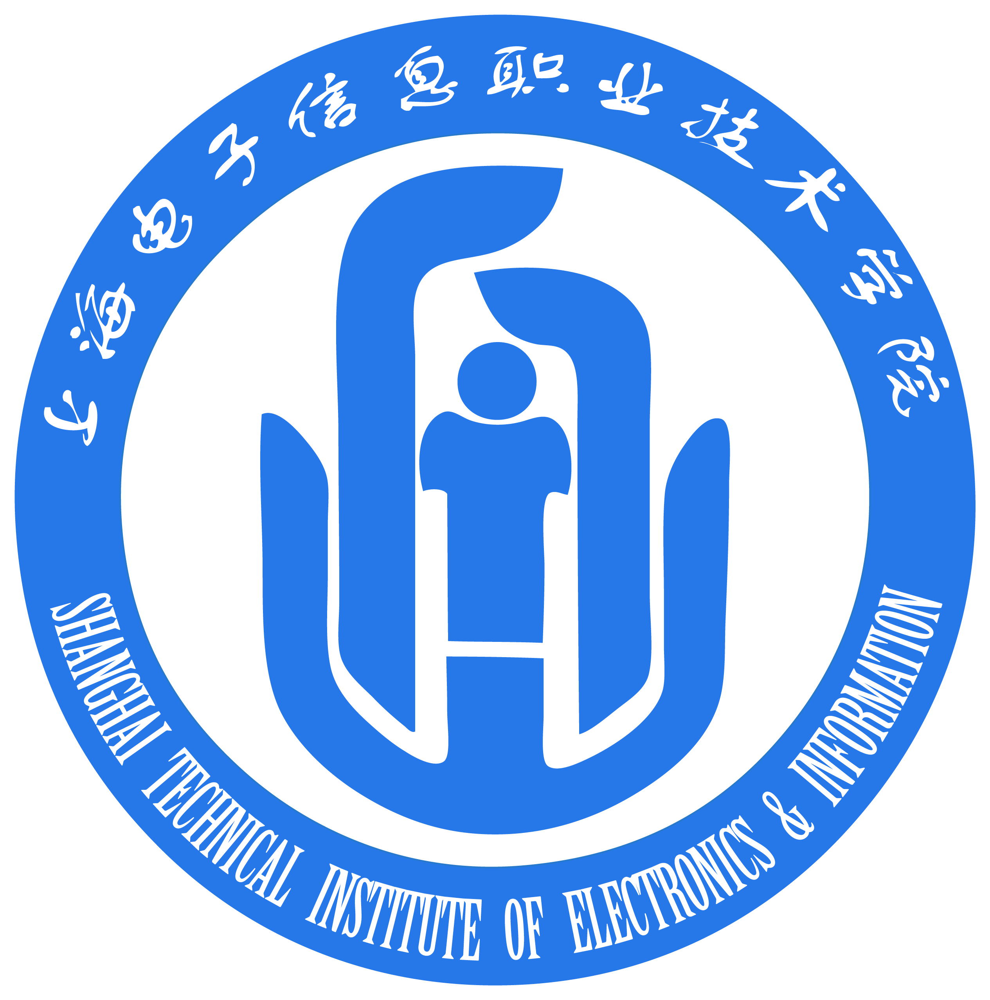 上海电子信息职业技术学院
SHANGHAI TECHNICAL INSTITUTE OF ELECTRONICS & INFORMATION